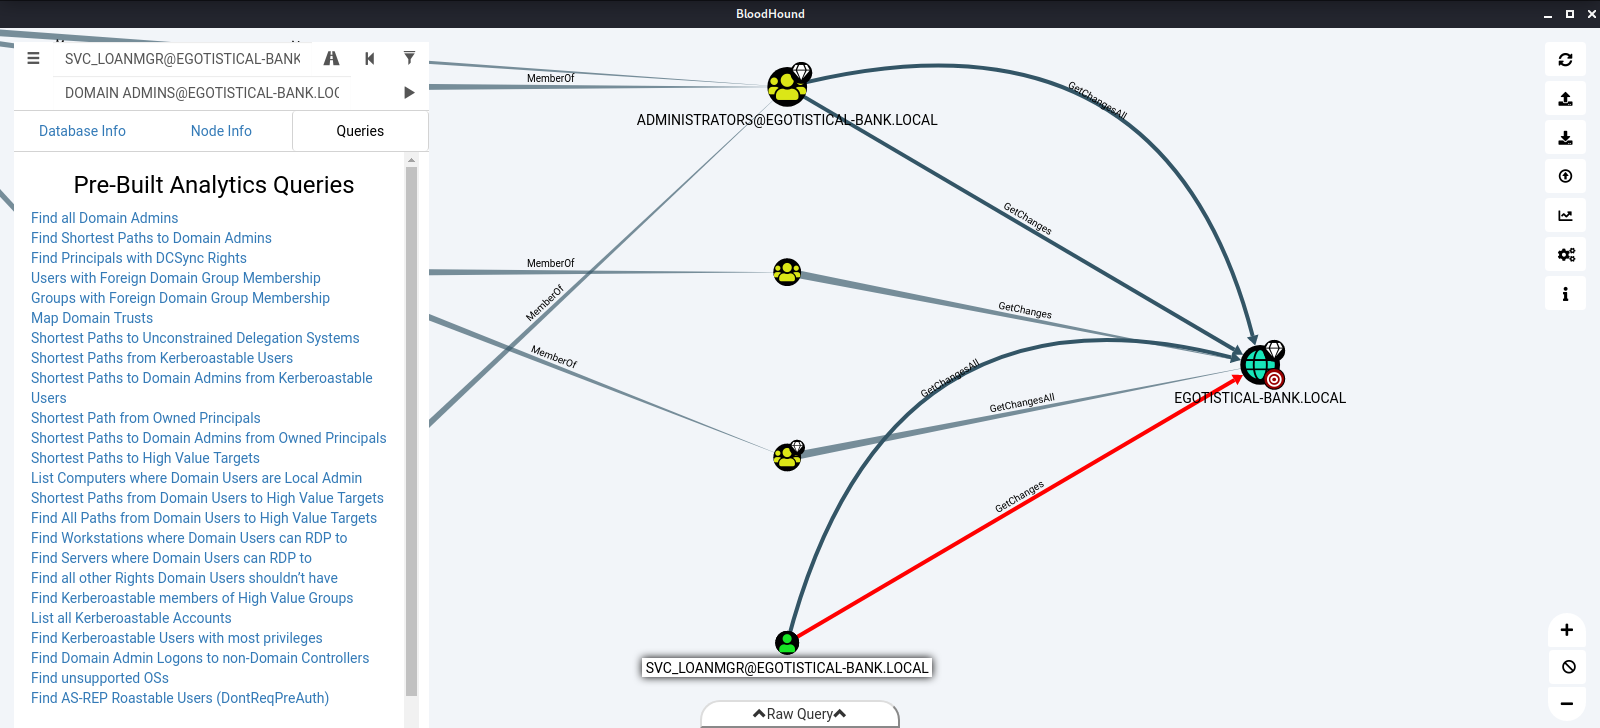 BloodHound
SVC_LOANMGR@EGOTISTICAL-BANK
DOMAIN ADMINS@EGOTISTICAL-BANK.LOC
Database Info
Node Info
Queries
Pre-Built Analytics Queries
Find all Domain Admins
Find Shortest Paths to Domain Admins
Find Principals with DCSync Rights
Users with Foreign Domain Group Membership
Groups with Foreign Domain Group Membership
Map Domain Trusts
Shortest Paths to Unconstrained Delegation Systems
Shortest Paths from Kerberoastable Users
Shortest Paths to Domain Admins from Kerberoastable
Users
Shortest Path from Owned Principals
Shortest Paths to Domain Admins from Owned Principals
Shortest Paths to High Value Targets
List Computers where Domain Users are Local Admin
Shortest Paths from Domain Users to High Value Targets
Find All Paths from Domain Users to High Value Targets
Find Workstations where Domain Users can RDP to
Find Servers where Domain Users can RDP to
Find all other Rights Domain Users shouldn't have
Find Kerberoastable members of High Value Groups
List all Kerberoastable Accounts
Find Kerberoastable Users with most privileges
Find Domain Admin Logons to non-Domain Controllers
Find unsupported OSs
Find AS-REP Roastable Users (DontReqPreAuth)
MemberOf
ADMINISTRATORS@EGOTISTICAL-BANK.LOCAL
GetChangesAll
GetChanges
MemberOf
MemberOf
GetChanges
MemberOf
GetChangesAll
GetChangesAll
EGOTISTICAL-BANK.LOCAL
GetChanges
SVC_LOANMGR@EGOTISTICAL-BANK.LOCAL
Raw Query